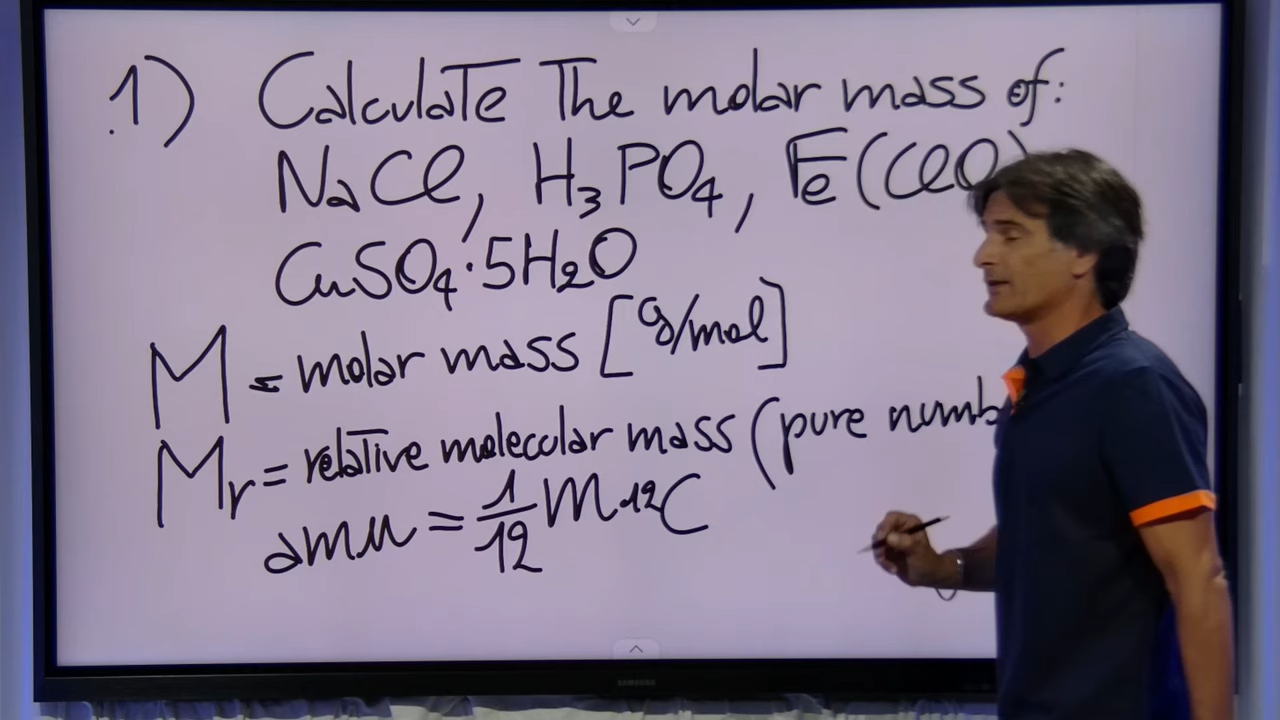 1) Calculate The molar mass of:
NaCl, H₃PO₄, Fe(ClO
CuSO₄·5H₂O
M = molar mass [g/mol]
Mr = relative molecular mass (pure numb
amu = 1/12 m ¹²C
SAMSUNG